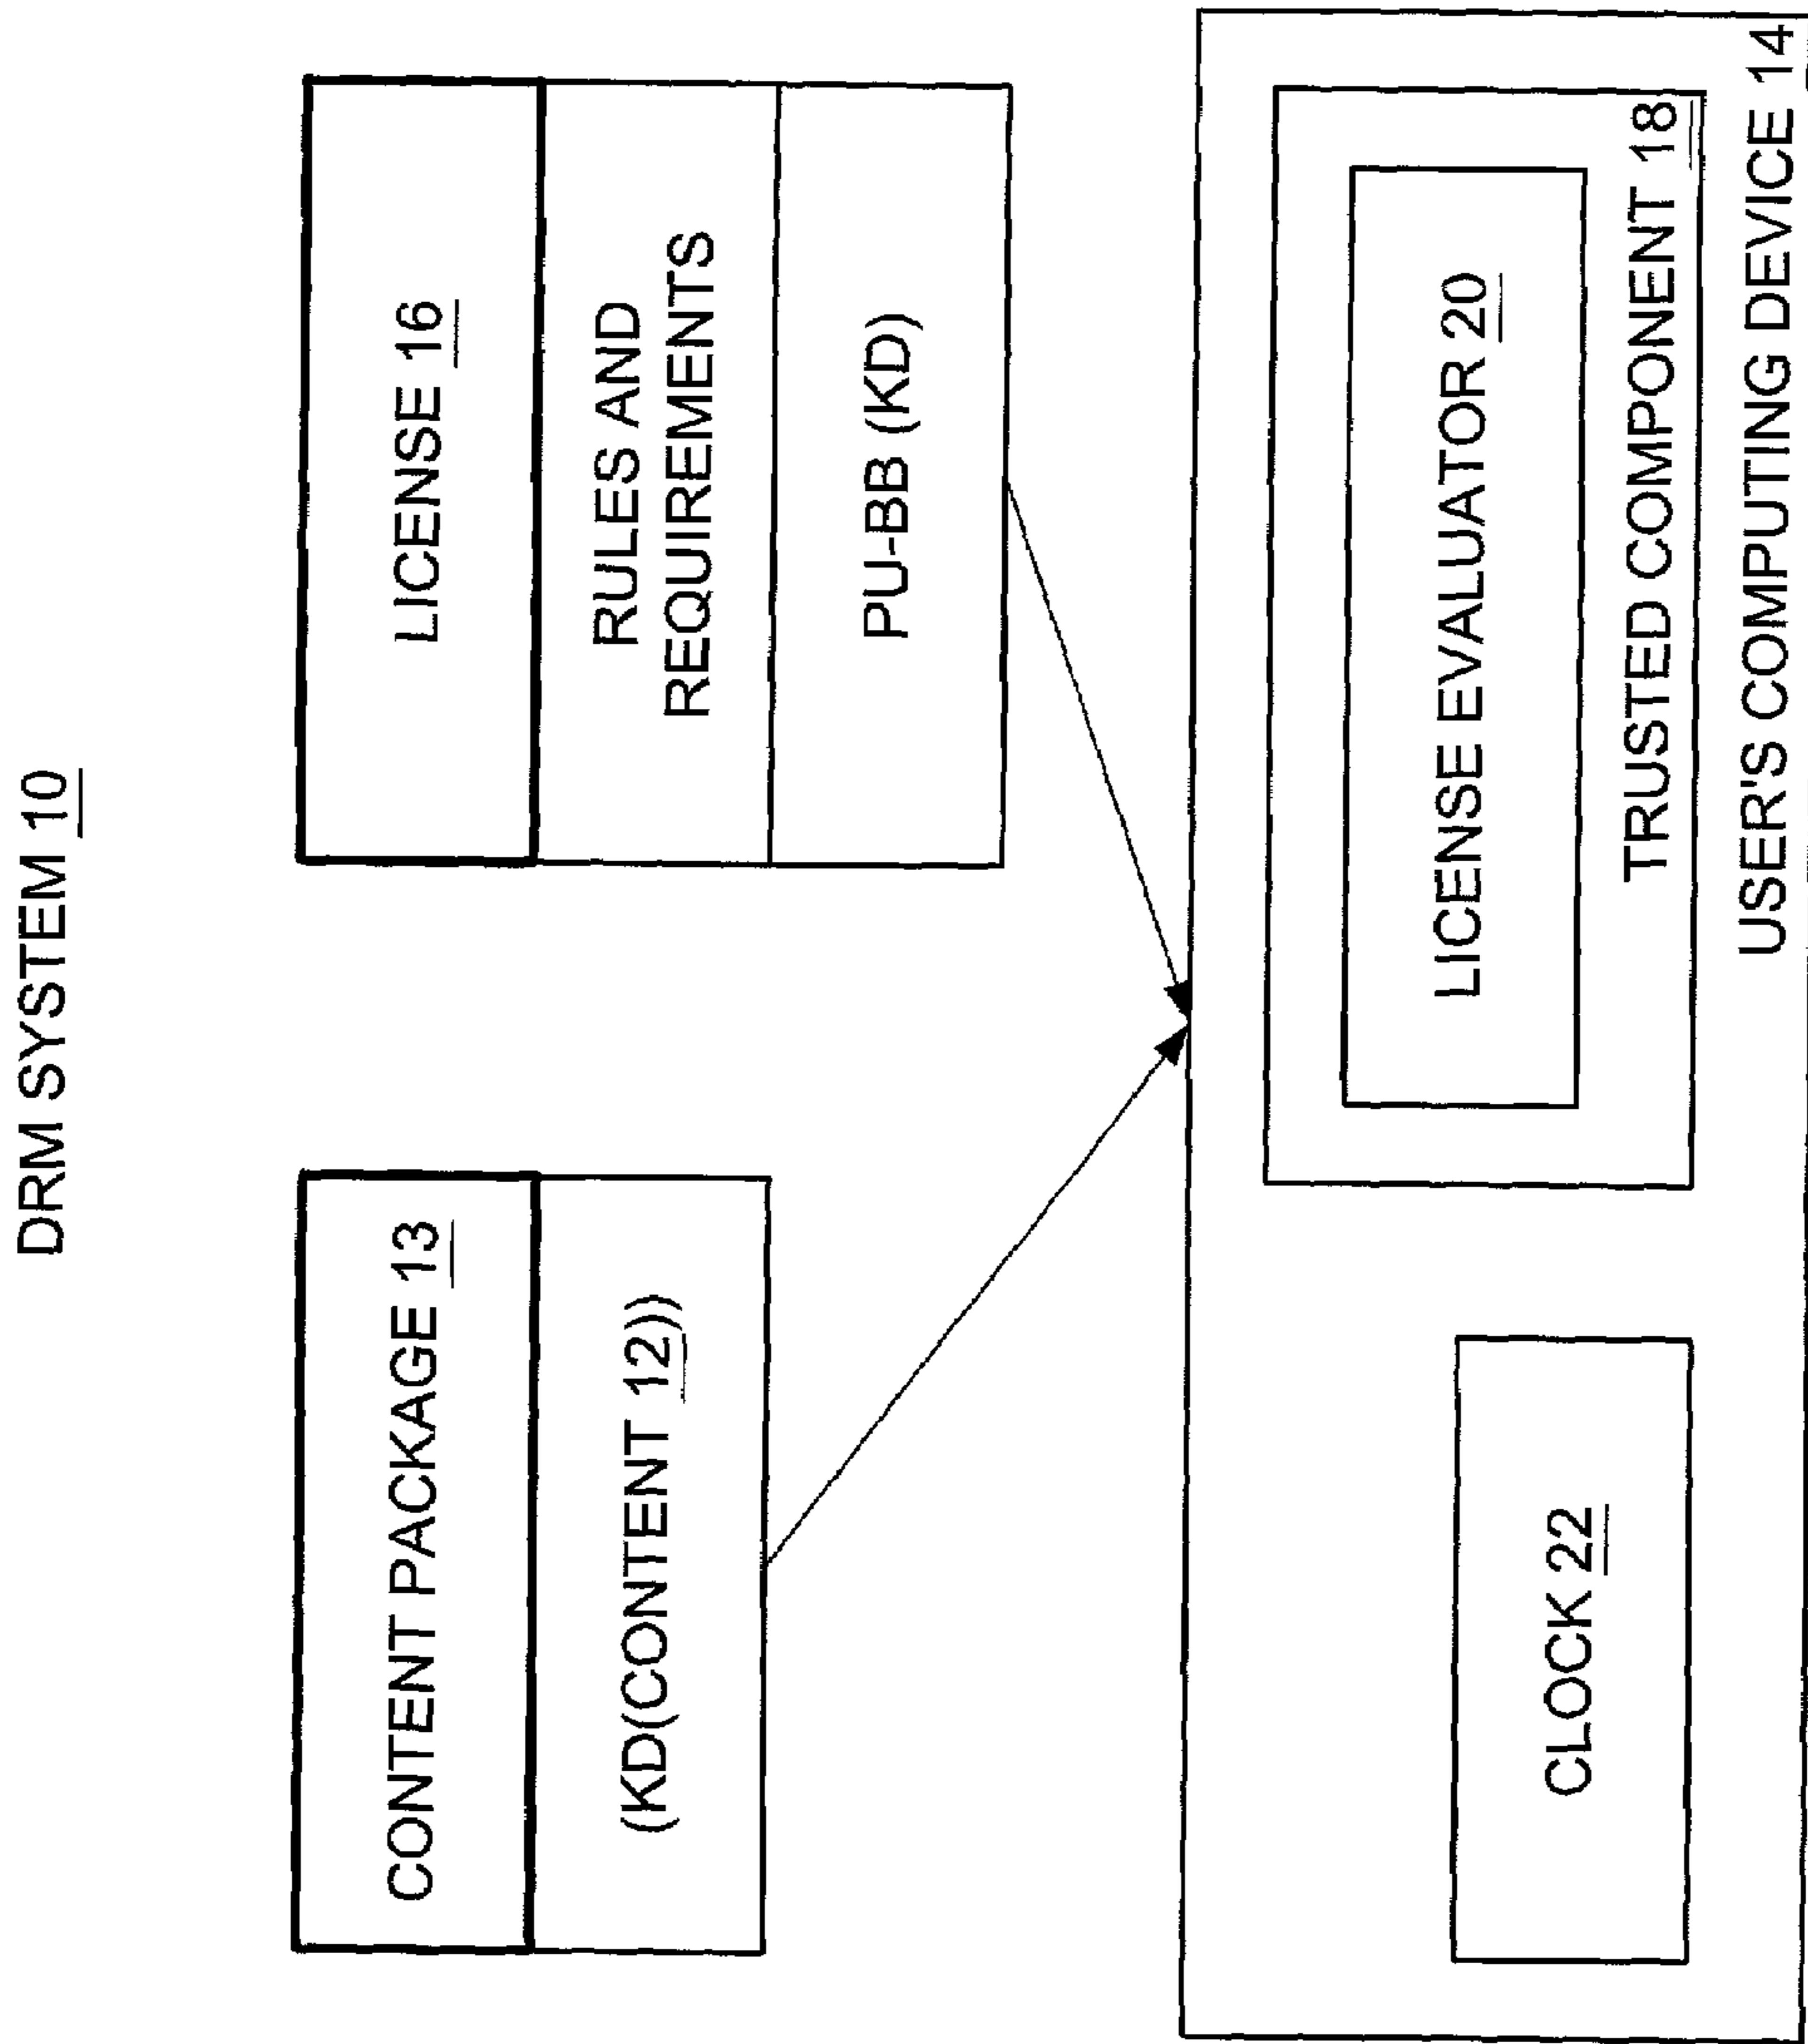 DRM SYSTEM 10
CONTENT PACKAGE 13
(KD(CONTENT 12))
LICENSE 16
RULES AND
REQUIREMENTS
PU-BB (KD)
CLOCK 22
LICENSE EVALUATOR 20
TRUSTED COMPONENT 18
USER'S COMPUTING DEVICE 14